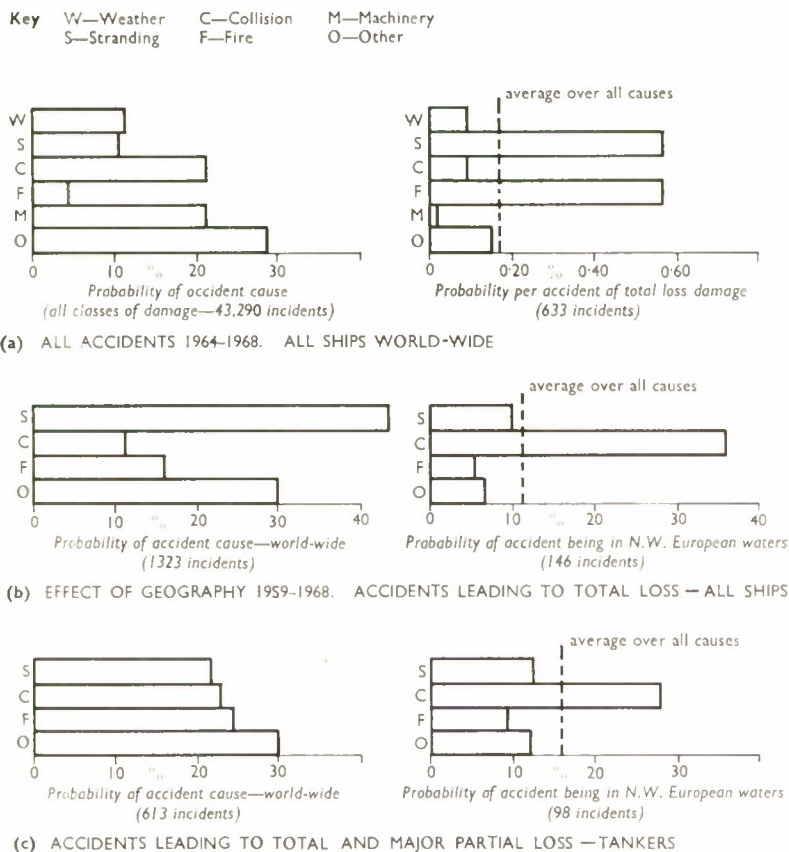 Key W—Weather C—Collision M—Machinery
S—Stranding F—Fire O—Other
average over all causes
W
S
C
F
M
O
0 10 % 20 30
Probability of occident cause
(all classes of damage—43,290 incidents)
W
S
C
F
M
O
0 0·20 % 0·40 0·60
Probability per accident of total loss damage
(633 incidents)
(a) ALL ACCIDENTS 1964–1968. ALL SHIPS WORLD-WIDE
average over all causes
S
C
F
O
0 10 % 20 30 40
Probability of accident cause—world-wide
(1323 incidents)
S
C
F
O
0 10 % 20 30 40
Probability of accident being in N.W. European waters
(146 incidents)
(b) EFFECT OF GEOGRAPHY 1959–1968. ACCIDENTS LEADING TO TOTAL LOSS — ALL SHIPS
average over all causes
S
C
F
O
0 10 % 20 30
Probability of accident cause—world-wide
(613 incidents)
S
C
F
O
0 10 % 20 30
Probability of accident being in N.W. European waters
(98 incidents)
(c) ACCIDENTS LEADING TO TOTAL AND MAJOR PARTIAL LOSS — TANKERS